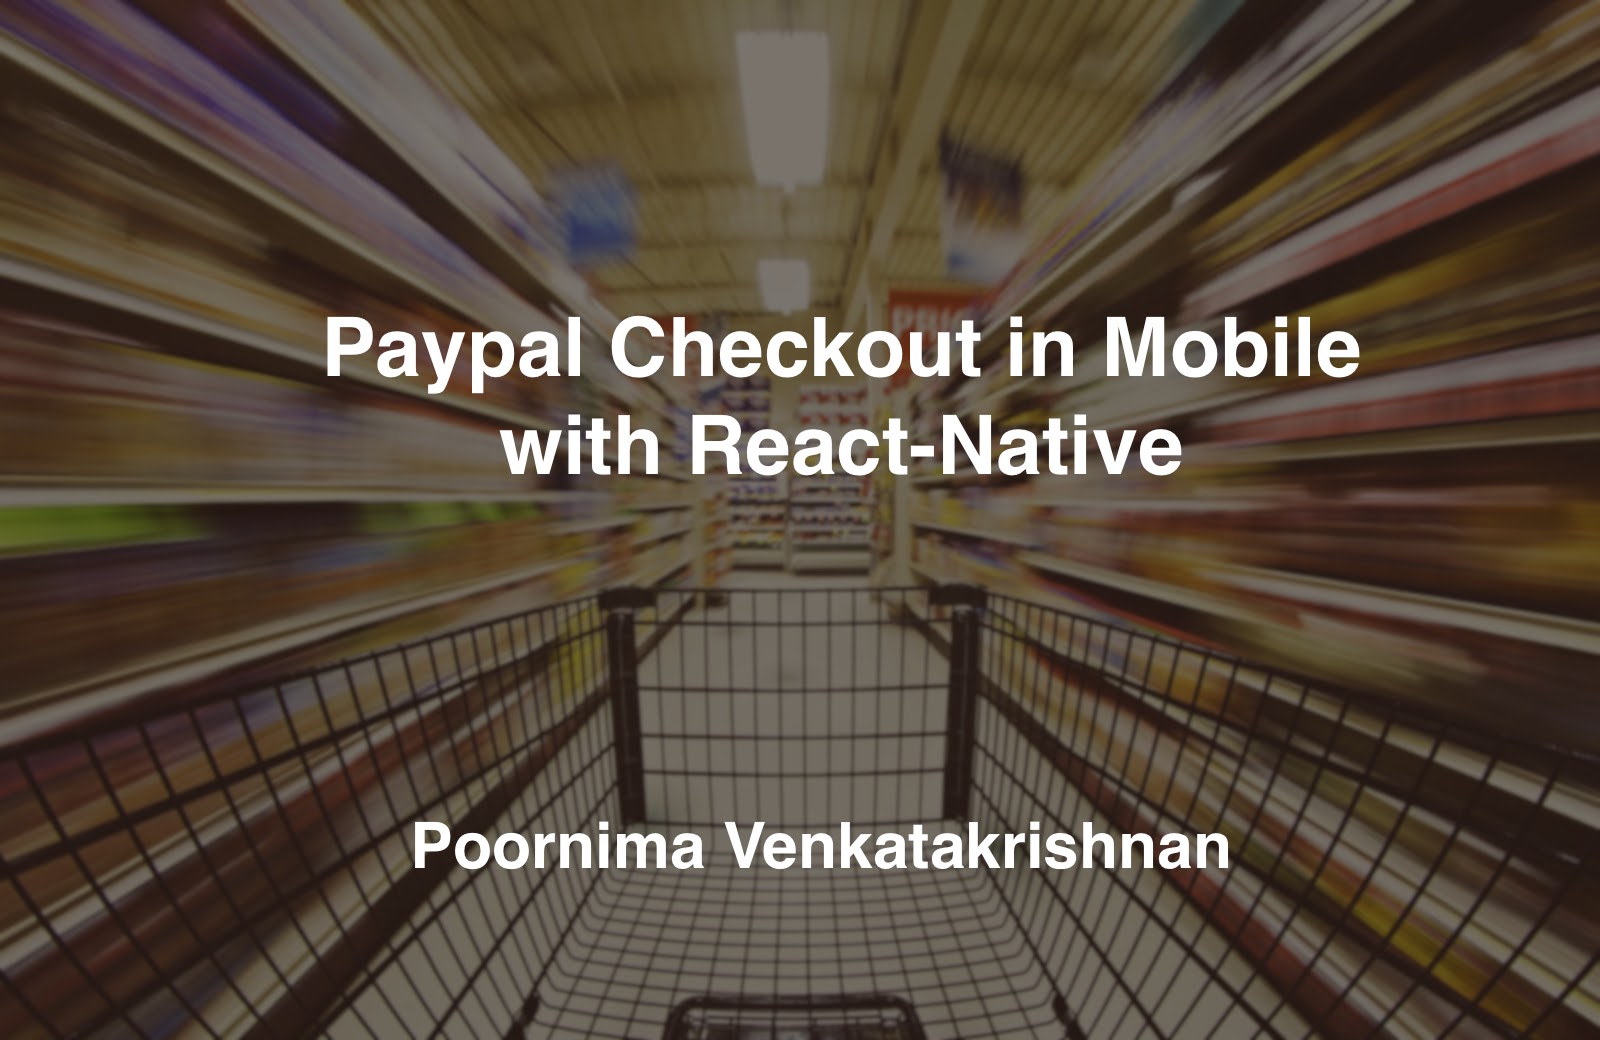 Paypal Checkout in Mobile
with React-Native
Poornima Venkatakrishnan